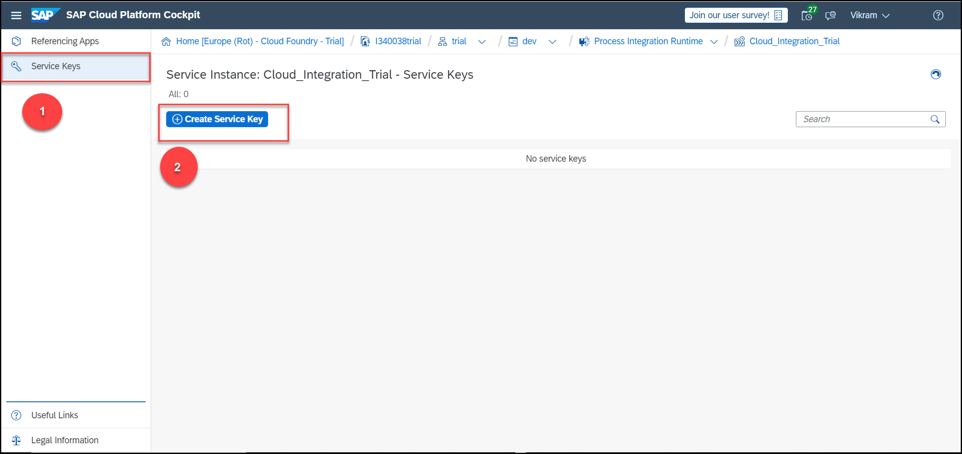 SAP SAP Cloud Platform Cockpit Join our user survey! 27 Vikram
Referencing Apps
Service Keys
1
Home [Europe (Rot) - Cloud Foundry - Trial] / I340038trial / trial / dev / Process Integration Runtime / Cloud_Integration_Trial
Service Instance: Cloud_Integration_Trial - Service Keys
All: 0
Create Service Key
Search
2
No service keys
Useful Links
Legal Information